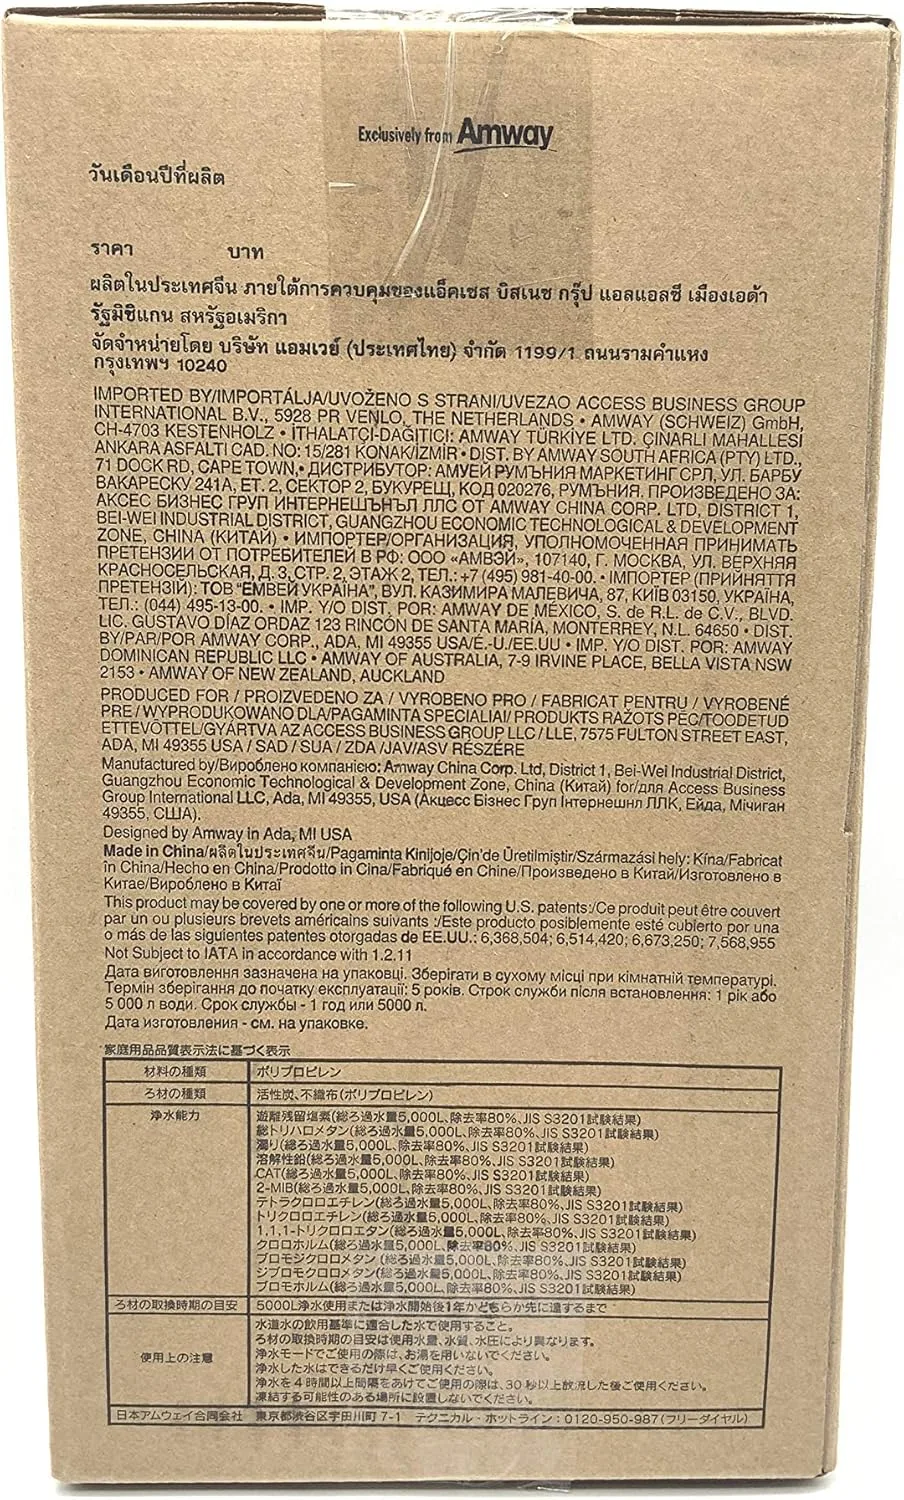 Exclusively from Amway
วันเดือนปีที่ผลิต
ราคา บาท
ผลิตในประเทศจีน ภายใต้การควบคุมของแอ็คเซส บิสเนซ กรุ๊ป แอลแอลซี เมืองเอด้า
รัฐมิชิแกน สหรัฐอเมริกา
จัดจำหน่ายโดย บริษัท แอมเวย์ (ประเทศไทย) จำกัด 1199/1 ถนนรามคำแหง
กรุงเทพฯ 10240
IMPORTED BY/IMPORTÁLJA/UVOŽENO S STRANI/UVEZAO ACCESS BUSINESS GROUP
INTERNATIONAL B.V., 5928 PR VENLO, THE NETHERLANDS • AMWAY (SCHWEIZ) GmbH,
CH-4703 KESTENHOLZ • İTHALATÇI-DAĞITICI: AMWAY TÜRKİYE LTD. ÇINARLI MAHALLESİ
ANKARA ASFALTI CAD. NO: 15/281 KONAK/İZMİR • DIST. BY AMWAY SOUTH AFRICA (PTY) LTD.,
71 DOCK RD, CAPE TOWN,• ДИСТРИБУТОР: АМУЕЙ РУМЪНИЯ МАРКЕТИНГ СРЛ, УЛ. БАРБУ
ВАКАРЕСКУ 241А, ЕТ. 2, СЕКТОР 2, БУКУРЕЩ, КОД 020276, РУМЪНИЯ. ПРОИЗВЕДЕНО ЗА:
АКСЕС БИЗНЕС ГРУП ИНТЕРНЕШЪНЪЛ ЛЛС ОТ AMWAY CHINA CORP. LTD, DISTRICT 1,
BEI-WEI INDUSTRIAL DISTRICT, GUANGZHOU ECONOMIC TECHNOLOGICAL & DEVELOPMENT
ZONE, CHINA (КИТАЙ) • ИМПОРТЕР/ОРГАНИЗАЦИЯ, УПОЛНОМОЧЕННАЯ ПРИНИМАТЬ
ПРЕТЕНЗИИ ОТ ПОТРЕБИТЕЛЕЙ В РФ: ООО «АМВЭЙ», 107140, Г. МОСКВА, УЛ. ВЕРХНЯЯ
КРАСНОСЕЛЬСКАЯ, Д. 3, СТР. 2, ЭТАЖ 2, ТЕЛ.: +7 (495) 981-40-00. • ІМПОРТЕР (ПРИЙНЯТТЯ
ПРЕТЕНЗІЙ): ТОВ "ЕМВЕЙ УКРАЇНА", ВУЛ. КАЗИМИРА МАЛЕВИЧА, 87, КИЇВ 03150, УКРАЇНА,
ТЕЛ.: (044) 495-13-00. • IMP. Y/O DIST. POR: AMWAY DE MÉXICO, S. de R.L. de C.V., BLVD.
LIC. GUSTAVO DÍAZ ORDAZ 123 RINCÓN DE SANTA MARÍA, MONTERREY, N.L. 64650 • DIST.
BY/PAR/POR AMWAY CORP., ADA, MI 49355 USA/É.-U./EE.UU • IMP. Y/O DIST. POR: AMWAY
DOMINICAN REPUBLIC LLC • AMWAY OF AUSTRALIA, 7-9 IRVINE PLACE, BELLA VISTA NSW
2153 • AMWAY OF NEW ZEALAND, AUCKLAND
PRODUCED FOR / PROIZVEDENO ZA / VYROBENO PRO / FABRICAT PENTRU / VYROBENÉ
PRE / WYPRODUKOWANO DLA/PAGAMINTA SPECIALIAI/ PRODUKTS RAŽOTS PĒC/TOODETUD
ETTEVÕTTEL/GYÁRTVA AZ ACCESS BUSINESS GROUP LLC / LLE, 7575 FULTON STREET EAST,
ADA, MI 49355 USA / SAD / SUA / ZDA /JAV/ASV RÉSZÉRE
Manufactured by/Вироблено компанією: Amway China Corp. Ltd, District 1, Bei-Wei Industrial District,
Guangzhou Economic Technological & Development Zone, China (Китай) for/для Access Business
Group International LLC, Ada, MI 49355, USA (Акцесс Бізнес Груп Інтернешнл ЛЛК, Ейда, Мічиган
49355, США).
Designed by Amway in Ada, MI USA
Made in China/ผลิตในประเทศจีน/Pagaminta Kinijoje/Çin'de Üretilmiştir/Származási hely: Kína/Fabricat
în China/Hecho en China/Prodotto in Cina/Fabriqué en Chine/Произведено в Китай/Изготовлено в
Китае/Вироблено в Китаї
This product may be covered by one or more of the following U.S. patents:/Ce produit peut être couvert
par un ou plusieurs brevets américains suivants :/Este producto posiblemente esté cubierto por una
o más de las siguientes patentes otorgadas de EE.UU.: 6,368,504; 6,514,420; 6,673,250; 7,568,955
Not Subject to IATA in accordance with 1.2.11
Дата виготовлення зазначена на упаковці. Зберігати в сухому місці при кімнатній температурі.
Термін зберігання до початку експлуатації: 5 років. Строк служби після встановлення: 1 рік або
5 000 л води. Срок службы - 1 год или 5000 л.
Дата изготовления - см. на упаковке.
家庭用品品質表示法に基づく表示
材料の種類 ポリプロピレン
ろ材の種類 活性炭、不織布(ポリプロピレン)
浄水能力 遊離残留塩素(総ろ過水量5,000L、除去率80%、JIS S3201試験結果)
総トリハロメタン(総ろ過水量5,000L、除去率80%、JIS S3201試験結果)
濁り(総ろ過水量5,000L、除去率80%、JIS S3201試験結果)
溶解性鉛(総ろ過水量5,000L、除去率80%、JIS S3201試験結果)
CAT(総ろ過水量5,000L、除去率80%、JIS S3201試験結果)
2-MIB(総ろ過水量5,000L、除去率80%、JIS S3201試験結果)
テトラクロロエチレン(総ろ過水量5,000L、除去率80%、JIS S3201試験結果)
トリクロロエチレン(総ろ過水量5,000L、除去率80%、JIS S3201試験結果)
1,1,1-トリクロロエタン(総ろ過水量5,000L、除去率80%、JIS S3201試験結果)
クロロホルム(総ろ過水量5,000L、除去率80%、JIS S3201試験結果)
ブロモジクロロメタン(総ろ過水量5,000L、除去率80%、JIS S3201試験結果)
ジブロモクロロメタン(総ろ過水量5,000L、除去率80%、JIS S3201試験結果)
ブロモホルム(総ろ過水量5,000L、除去率80%、JIS S3201試験結果)
ろ材の取換時期の目安 5000L浄水使用または浄水開始後1年かどちらか先に達するまで
使用上の注意 水道水の飲用基準に適合した水で使用すること。
ろ材の取換時期の目安は使用水量、水質、水圧により異なります。
浄水モードでご使用の際は、お湯を用いないでください。
浄水した水はできるだけ早くご使用ください。
浄水を4時間以上間隔をあけてご使用の際は、30秒以上放流した後ご使用ください。
凍結する可能性のある場所に設置しないでください。
日本アムウェイ合同会社 東京都渋谷区宇田川町7-1 テクニカル・ホットライン:0120-950-987(フリーダイヤル)